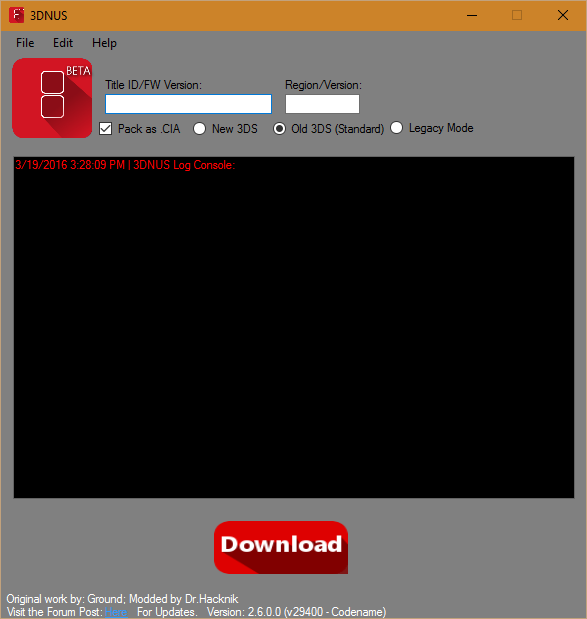 3DNUS
File Edit Help
BETA
Title ID/FW Version: Region/Version:
Pack as .CIA New 3DS Old 3DS (Standard) Legacy Mode
3/19/2016 3:28:09 PM | 3DNUS Log Console:
Download
Original work by: Ground; Modded by Dr.Hacknik
Visit the Forum Post: Here For Updates. Version: 2.6.0.0 (v29400 - Codename)